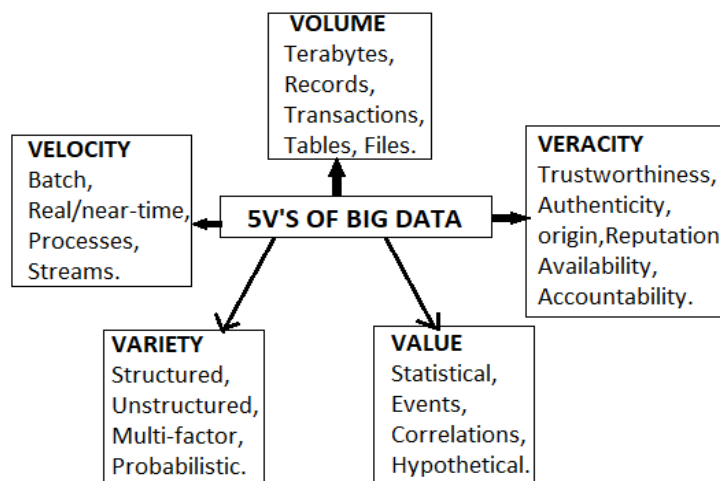 VOLUME
Terabytes,
Records,
Transactions,
Tables, Files.
VELOCITY
Batch,
Real/near-time,
Processes,
Streams.
5V'S OF BIG DATA
VERACITY
Trustworthiness,
Authenticity,
origin,Reputation
Availability,
Accountability.
VARIETY
Structured,
Unstructured,
Multi-factor,
Probabilistic.
VALUE
Statistical,
Events,
Correlations,
Hypothetical.